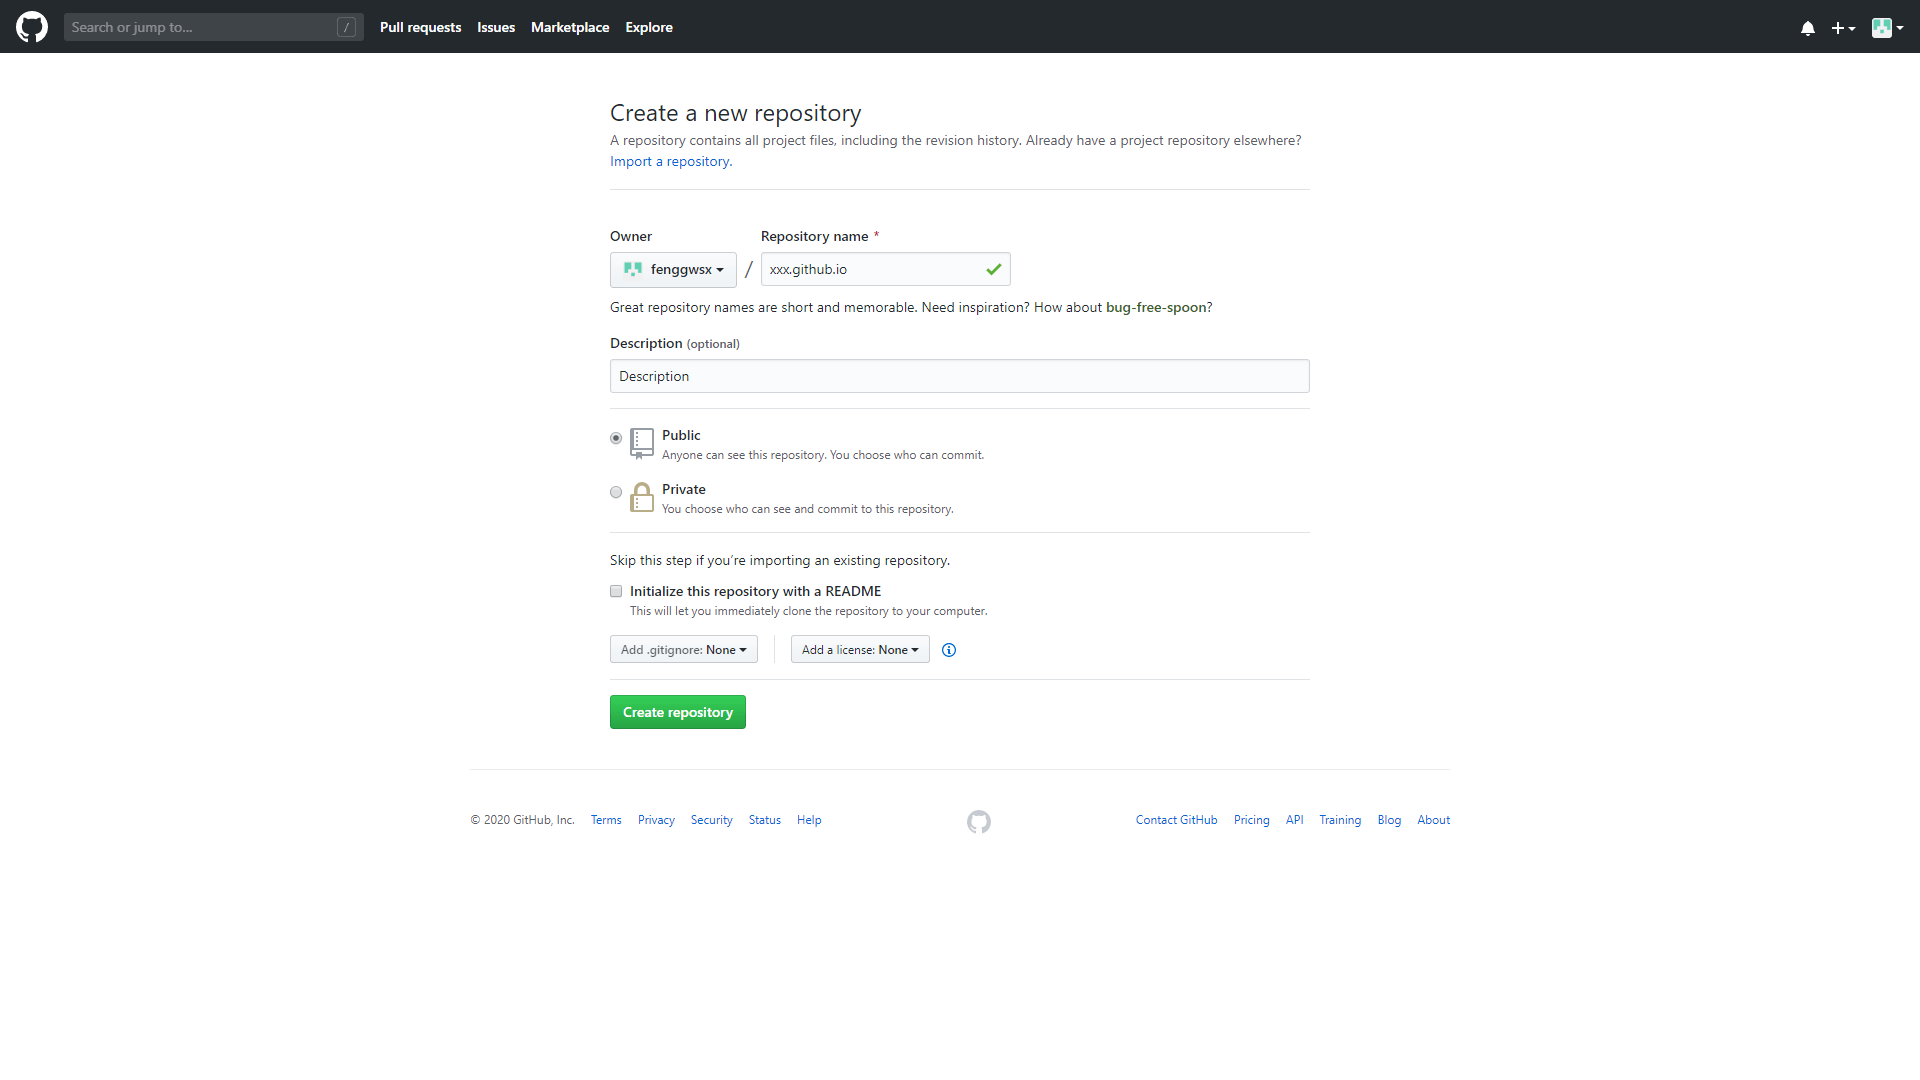 Search or jump to... /
Pull requests Issues Marketplace Explore
Create a new repository
A repository contains all project files, including the revision history. Already have a project repository elsewhere?
Import a repository.
Owner Repository name *
fenggwsx / xxx.github.io
Great repository names are short and memorable. Need inspiration? How about bug-free-spoon?
Description (optional)
Description
Public
Anyone can see this repository. You choose who can commit.
Private
You choose who can see and commit to this repository.
Skip this step if you’re importing an existing repository.
Initialize this repository with a README
This will let you immediately clone the repository to your computer.
Add .gitignore: None Add a license: None
Create repository
© 2020 GitHub, Inc. Terms Privacy Security Status Help Contact GitHub Pricing API Training Blog About